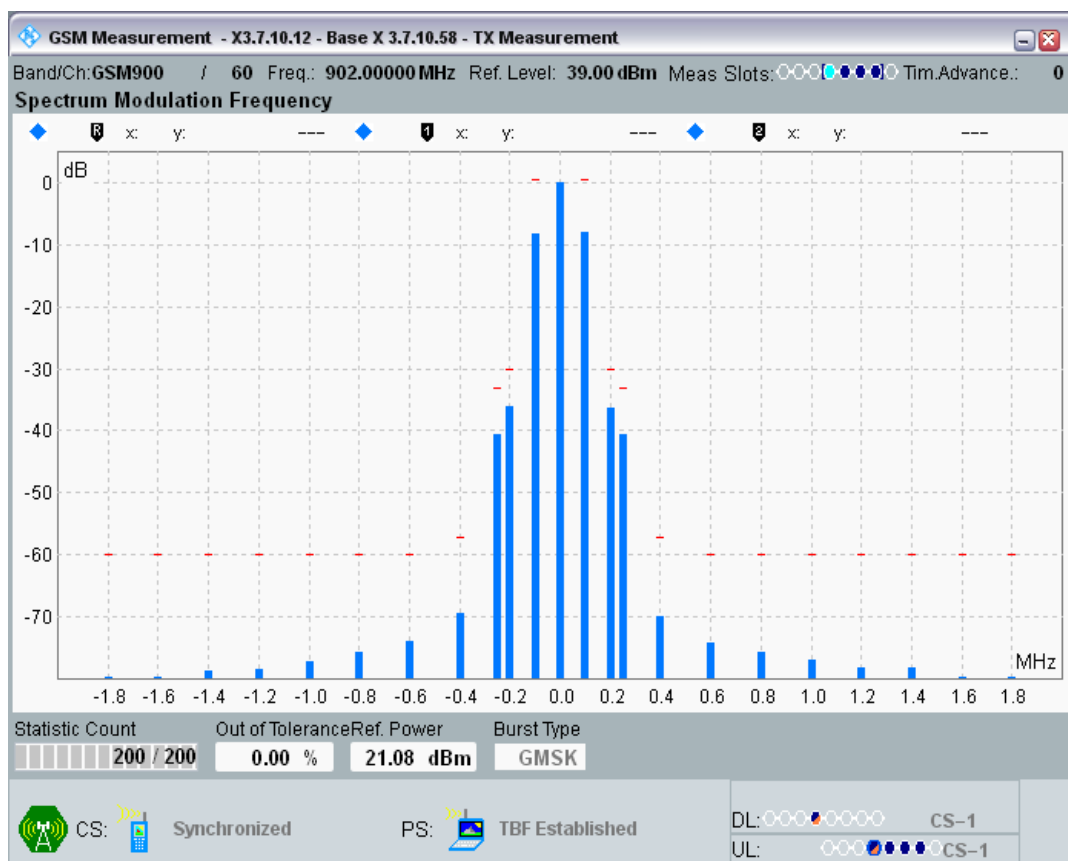 GSM Measurement - X3.7.10.12 - Base X 3.7.10.58 - TX Measurement
Band/Ch:GSM900 / 60 Freq.: 902.00000 MHz Ref. Level: 39.00 dBm Meas Slots: Tim.Advance.: 0
Spectrum Modulation Frequency
R x: y: --- 1 x: y: --- 2 x: y: ---
dB
0
-10
-20
-30
-40
-50
-60
-70
MHz
-1.8 -1.6 -1.4 -1.2 -1.0 -0.8 -0.6 -0.4 -0.2 0.0 0.2 0.4 0.6 0.8 1.0 1.2 1.4 1.6 1.8
Statistic Count Out of Tolerance Ref. Power Burst Type
200 / 200 0.00 % 21.08 dBm GMSK
CS: Synchronized PS: TBF Established
DL: CS-1
UL: CS-1